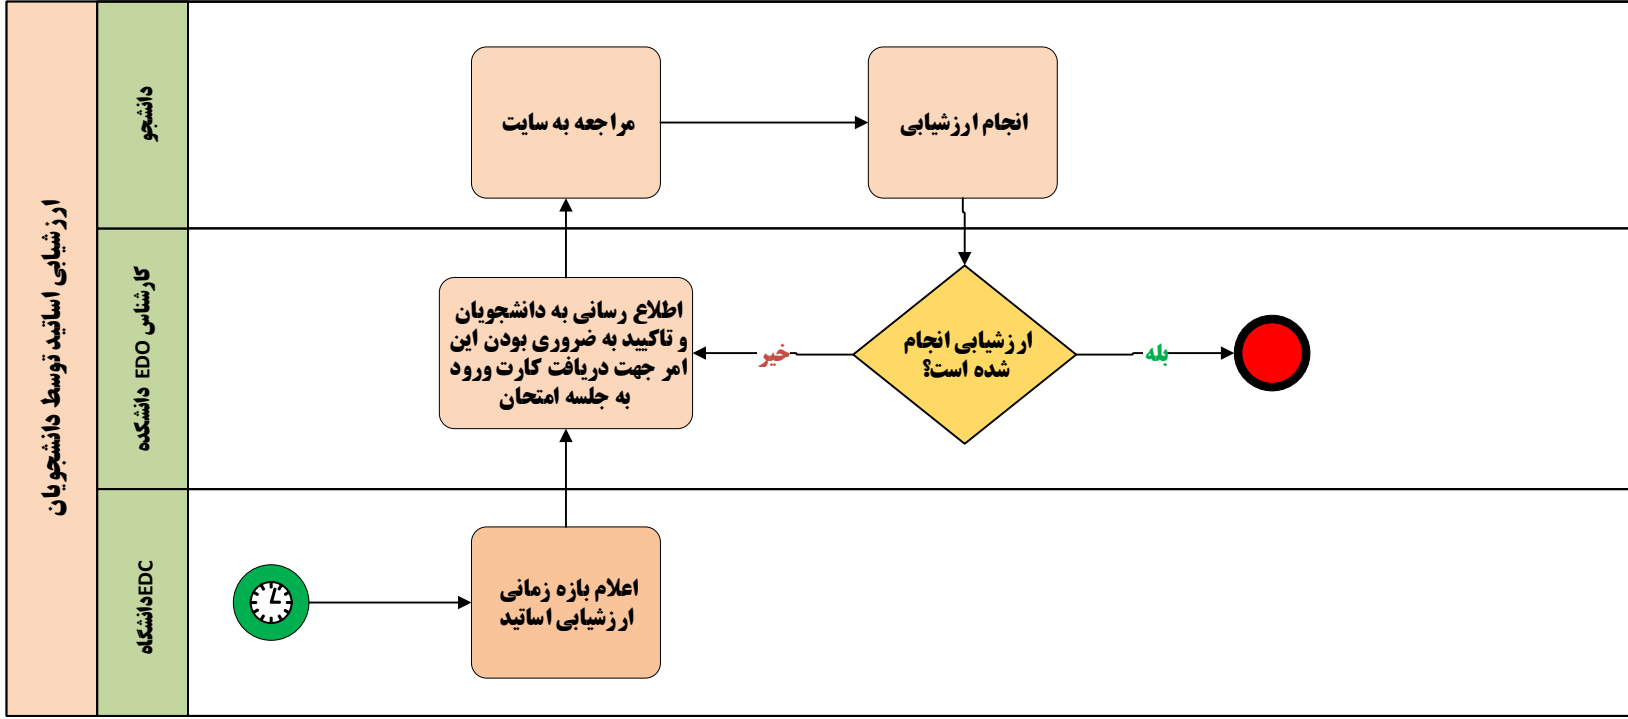 ارزشیابی اساتید توسط دانشجویان
دانشجو
مراجعه به سایت
انجام ارزشیابی
کارشناس EDO دانشکده
اطلاع رسانی به دانشجویان
و تاکیید به ضروری بودن این
امر جهت دریافت کارت ورود
به جلسه امتحان
خیر
ارزشیابی انجام
شده است؟
بله
EDCدانشگاه
اعلام بازه زمانی
ارزشیابی اساتید